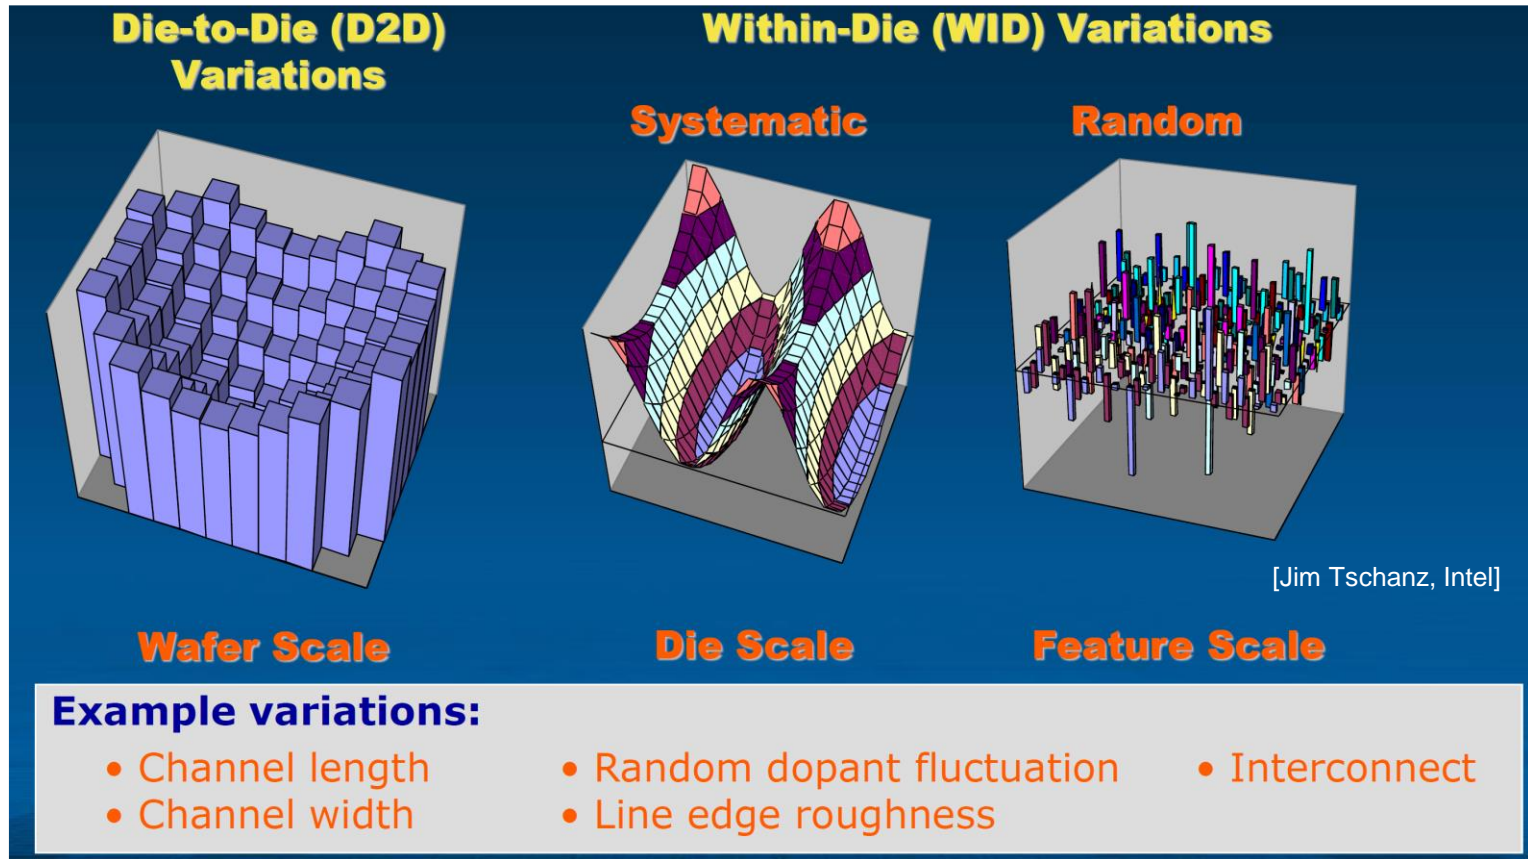 Die-to-Die (D2D)
Variations
Within-Die (WID) Variations
Systematic
Random
[Jim Tschanz, Intel]
Wafer Scale
Die Scale
Feature Scale
Example variations:
• Channel length
• Channel width
• Random dopant fluctuation
• Line edge roughness
• Interconnect